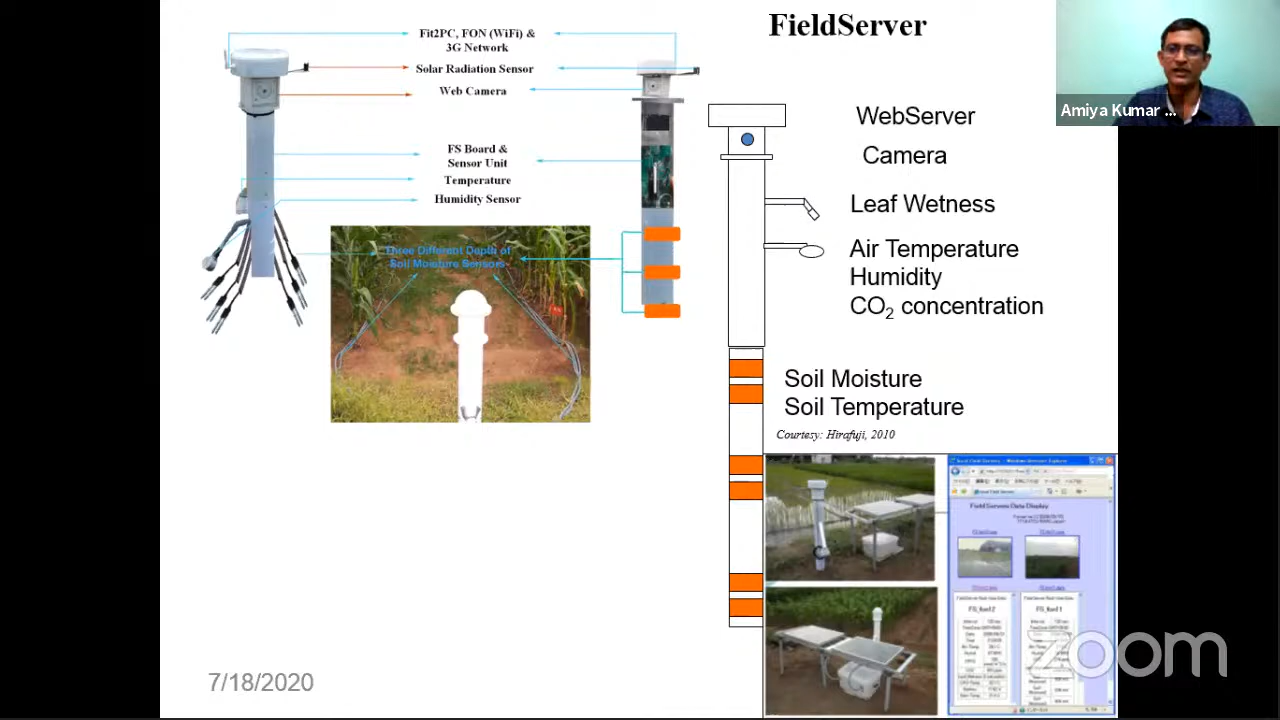 FieldServer
Fit2PC, FON (WiFi) &
3G Network
Solar Radiation Sensor
Web Camera
FS Board &
Sensor Unit
Temperature
Humidity Sensor
Three Different Depth of
Soil Moisture Sensors
WebServer
Camera
Leaf Wetness
Air Temperature
Humidity
CO₂ concentration
Soil Moisture
Soil Temperature
Courtesy: Hirafuji, 2010
Amiya Kumar ...
Field Servers Data Display
7/18/2020
zoom